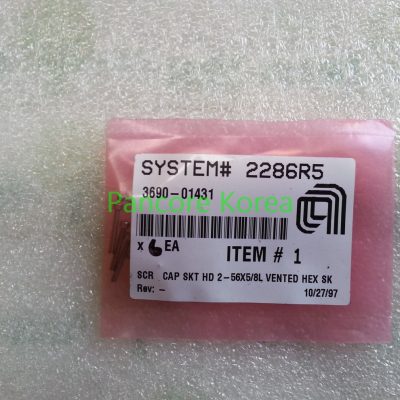 SYSTEM# 2286R5
3690-01431
Pancore Korea
x 6 EA
ITEM # 1
SCR CAP SKT HD 2-56X5/8L VENTED HEX SK
Rev: -
10/27/97